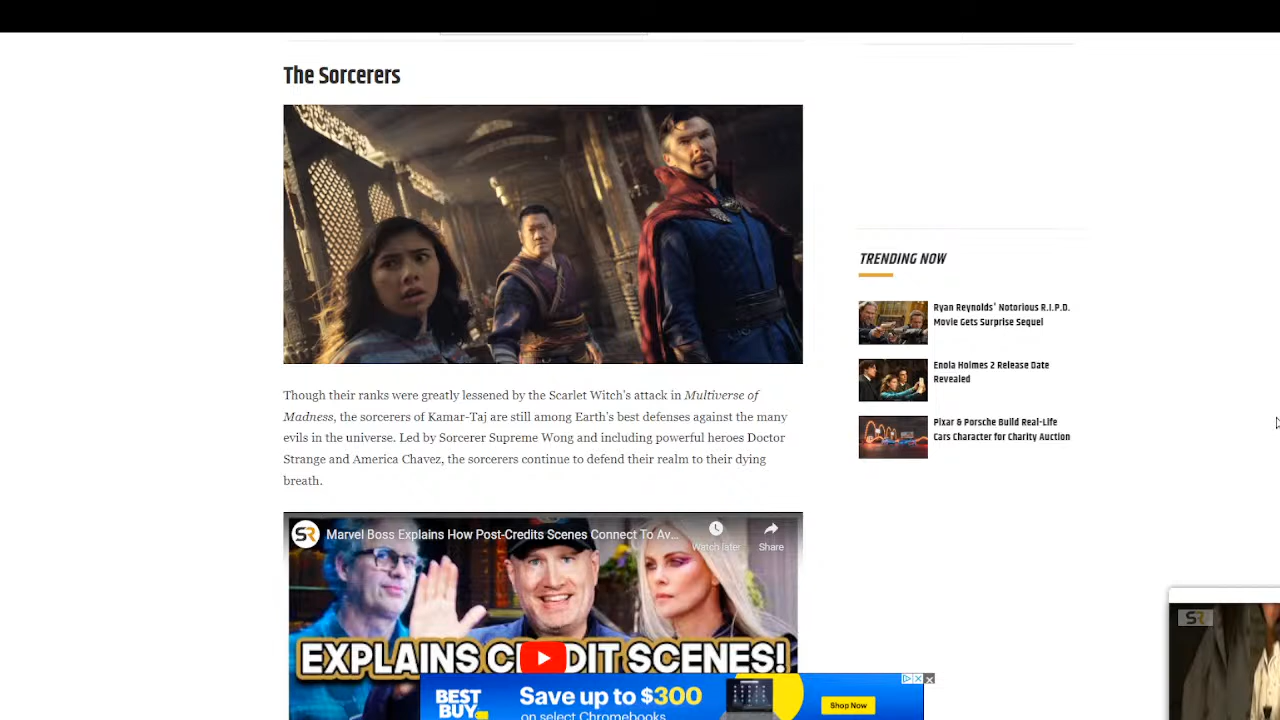 The Sorcerers
Though their ranks were greatly lessened by the Scarlet Witch's attack in Multiverse of
Madness, the sorcerers of Kamar-Taj are still among Earth's best defenses against the many
evils in the universe. Led by Sorcerer Supreme Wong and including powerful heroes Doctor
Strange and America Chavez, the sorcerers continue to defend their realm to their dying
breath.
SR
Marvel Boss Explains How Post-Credits Scenes Connect To Av...
Watch later
Share
EXPLAINS CREDIT SCENES!
BEST
BUY
Save up to $300
on select Chromebooks
Shop Now
TRENDING NOW
Ryan Reynolds' Notorious R.I.P.D.
Movie Gets Surprise Sequel
Enola Holmes 2 Release Date
Revealed
Pixar & Porsche Build Real-Life
Cars Character for Charity Auction
SR